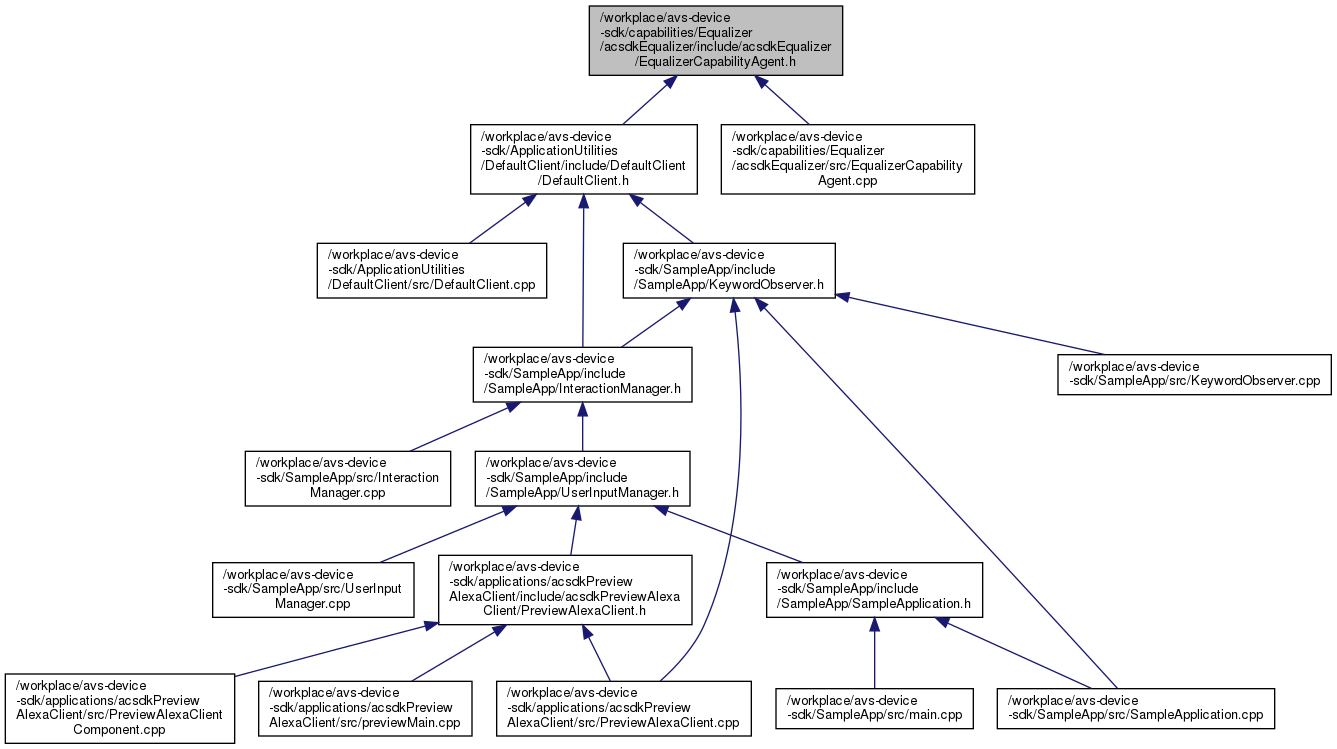 /workplace/avs-device
-sdk/capabilities/Equalizer
/acsdkEqualizer/include/acsdkEqualizer
/EqualizerCapabilityAgent.h
/workplace/avs-device
-sdk/ApplicationUtilities
/DefaultClient/include/DefaultClient
/DefaultClient.h
/workplace/avs-device
-sdk/capabilities/Equalizer
/acsdkEqualizer/src/EqualizerCapability
Agent.cpp
/workplace/avs-device
-sdk/ApplicationUtilities
/DefaultClient/src/DefaultClient.cpp
/workplace/avs-device
-sdk/SampleApp/include
/SampleApp/KeywordObserver.h
/workplace/avs-device
-sdk/SampleApp/include
/SampleApp/InteractionManager.h
/workplace/avs-device
-sdk/SampleApp/src/KeywordObserver.cpp
/workplace/avs-device
-sdk/SampleApp/src/Interaction
Manager.cpp
/workplace/avs-device
-sdk/SampleApp/include
/SampleApp/UserInputManager.h
/workplace/avs-device
-sdk/SampleApp/src/UserInput
Manager.cpp
/workplace/avs-device
-sdk/applications/acsdkPreview
AlexaClient/include/acsdkPreviewAlexa
Client/PreviewAlexaClient.h
/workplace/avs-device
-sdk/SampleApp/include
/SampleApp/SampleApplication.h
/workplace/avs-device
-sdk/applications/acsdkPreview
AlexaClient/src/PreviewAlexaClient
Component.cpp
/workplace/avs-device
-sdk/applications/acsdkPreview
AlexaClient/src/previewMain.cpp
/workplace/avs-device
-sdk/applications/acsdkPreview
AlexaClient/src/PreviewAlexaClient.cpp
/workplace/avs-device
-sdk/SampleApp/src/main.cpp
/workplace/avs-device
-sdk/SampleApp/src/SampleApplication.cpp